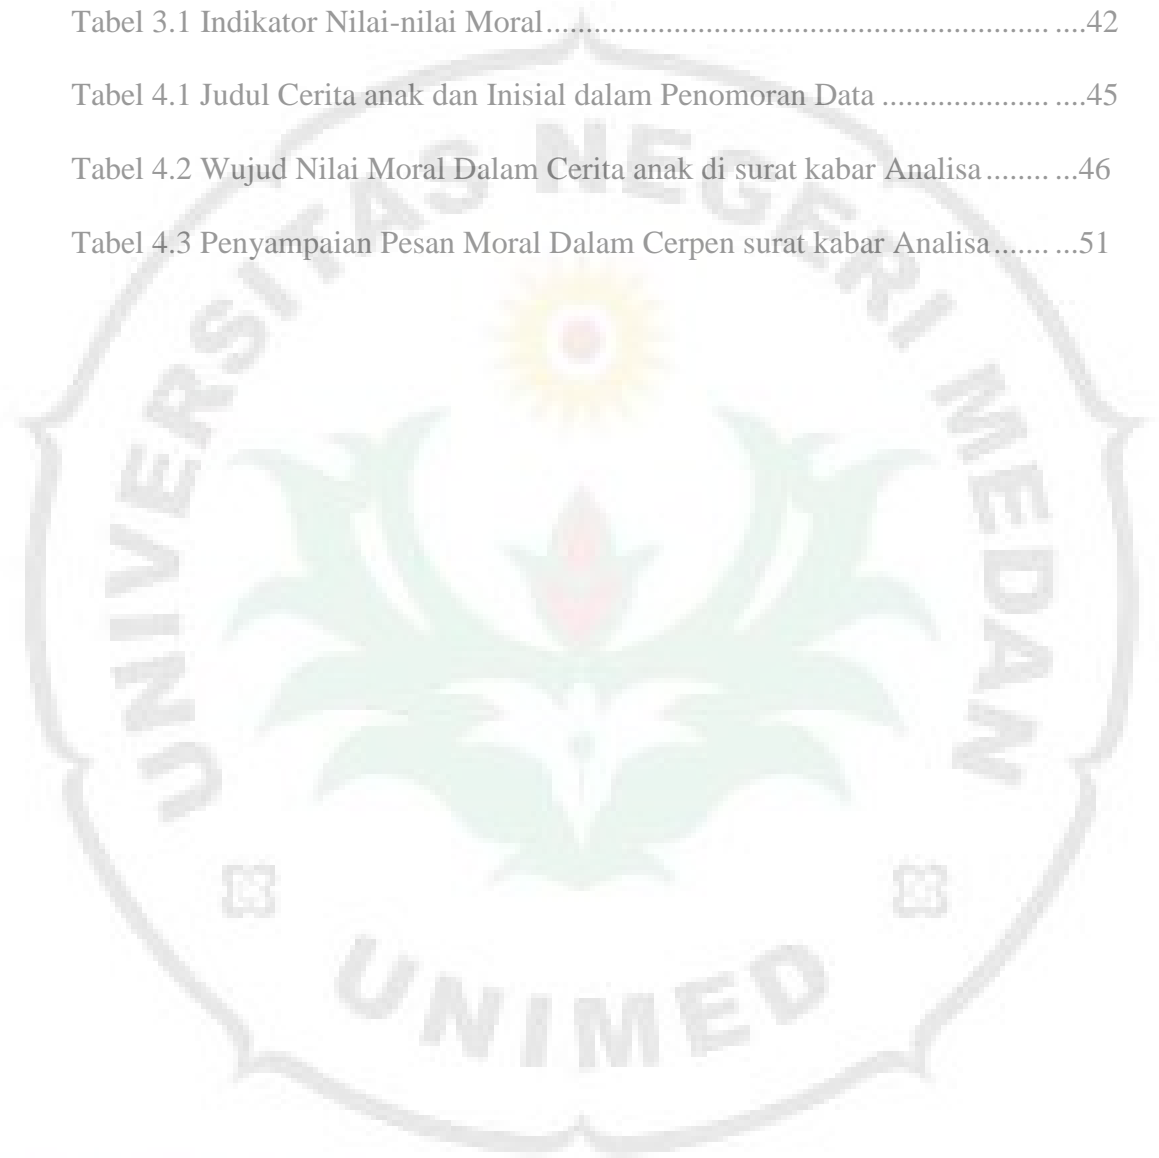 Tabel 3.1 Indikator Nilai-nilai Moral................................................................ ....42
Tabel 4.1 Judul Cerita anak dan Inisial dalam Penomoran Data ..................... ....45
Tabel 4.2 Wujud Nilai Moral Dalam Cerita anak di surat kabar Analisa........ ...46
Tabel 4.3 Penyampaian Pesan Moral Dalam Cerpen surat kabar Analisa....... ...51
UNIVERSITAS NEGERI MEDAN
UNIMED